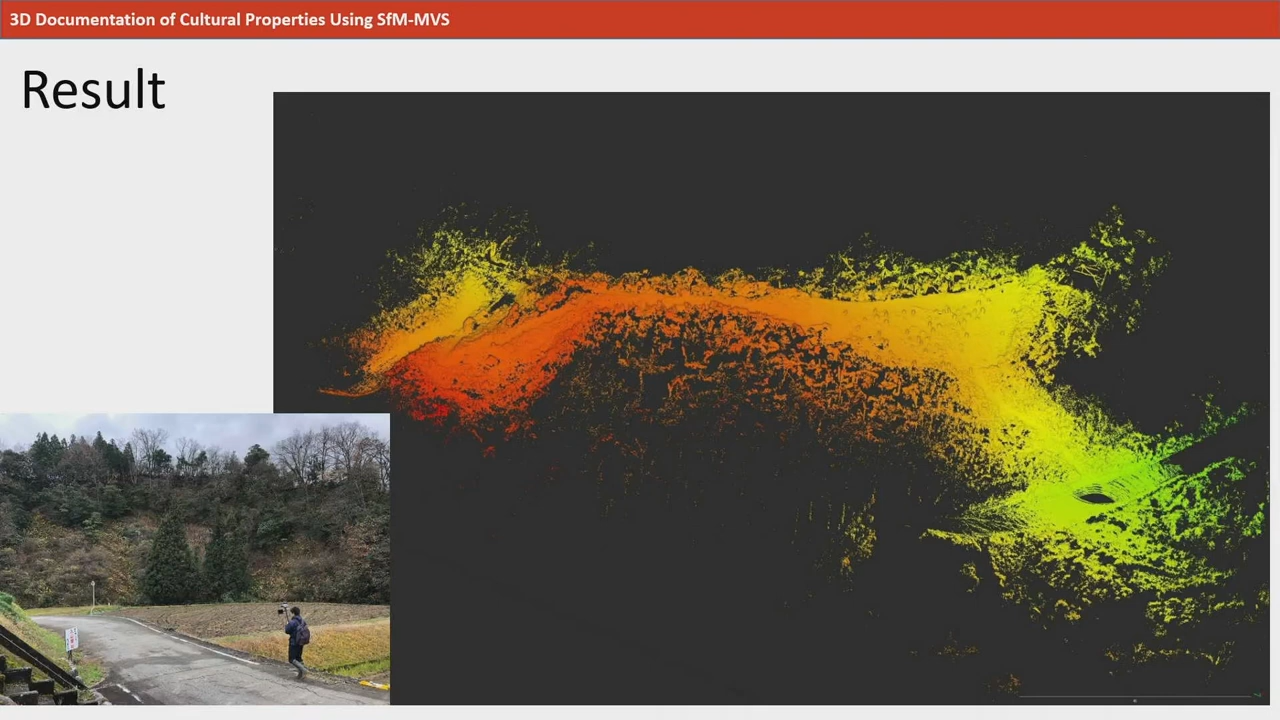 3D Documentation of Cultural Properties Using SfM-MVS
Result